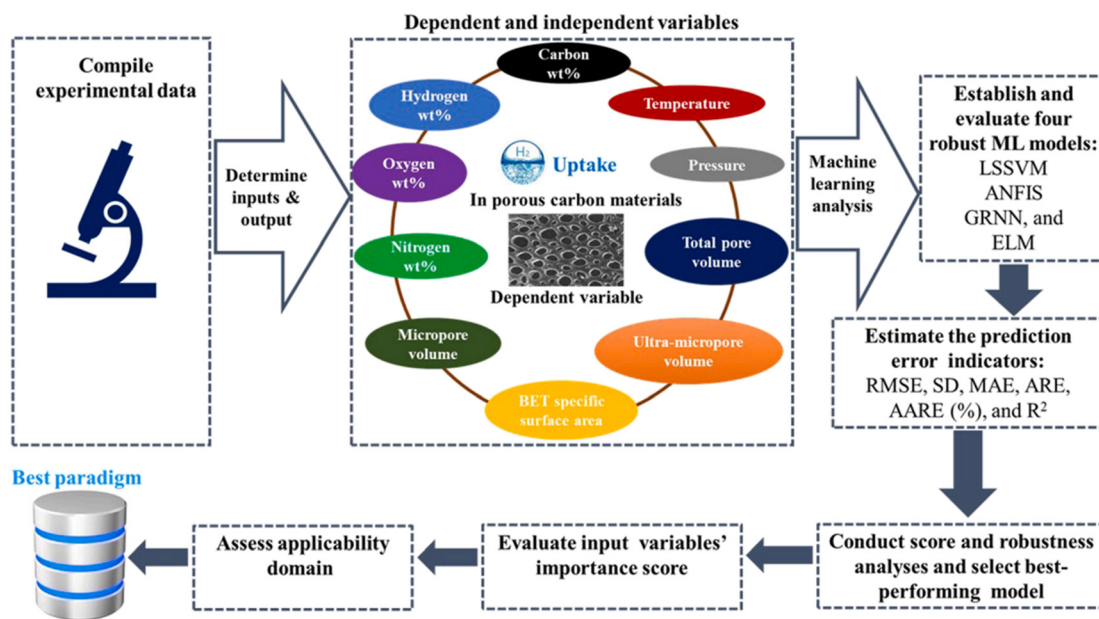 Dependent and independent variables
Compile
experimental data
Determine
inputs &
output
Carbon
wt%
Hydrogen
wt%
Temperature
Oxygen
wt%
H2
Uptake
Pressure
In porous carbon materials
Nitrogen
wt%
Total pore
volume
Dependent variable
Micropore
volume
Ultra-micropore
volume
BET specific
surface area
Machine
learning
analysis
Establish and
evaluate four
robust ML models:
LSSVM
ANFIS
GRNN, and
ELM
Estimate the prediction
error indicators:
RMSE, SD, MAE, ARE,
AARE (%), and R²
Conduct score and robustness
analyses and select best-
performing model
Evaluate input variables’
importance score
Assess applicability
domain
Best paradigm